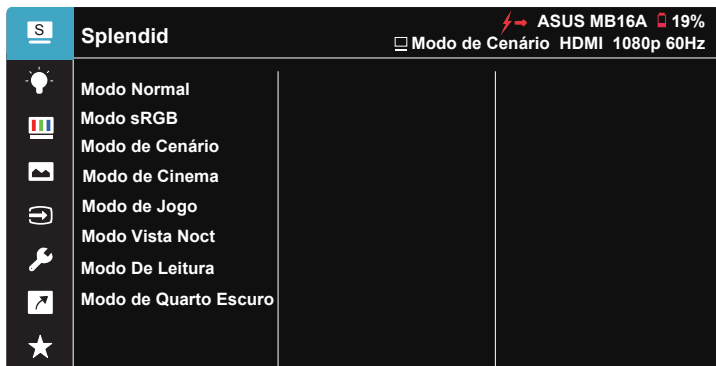 S
Splendid
ASUS MB16A 19%
Modo de Cenário HDMI 1080p 60Hz
Modo Normal
Modo sRGB
Modo de Cenário
Modo de Cinema
Modo de Jogo
Modo Vista Noct
Modo De Leitura
Modo de Quarto Escuro